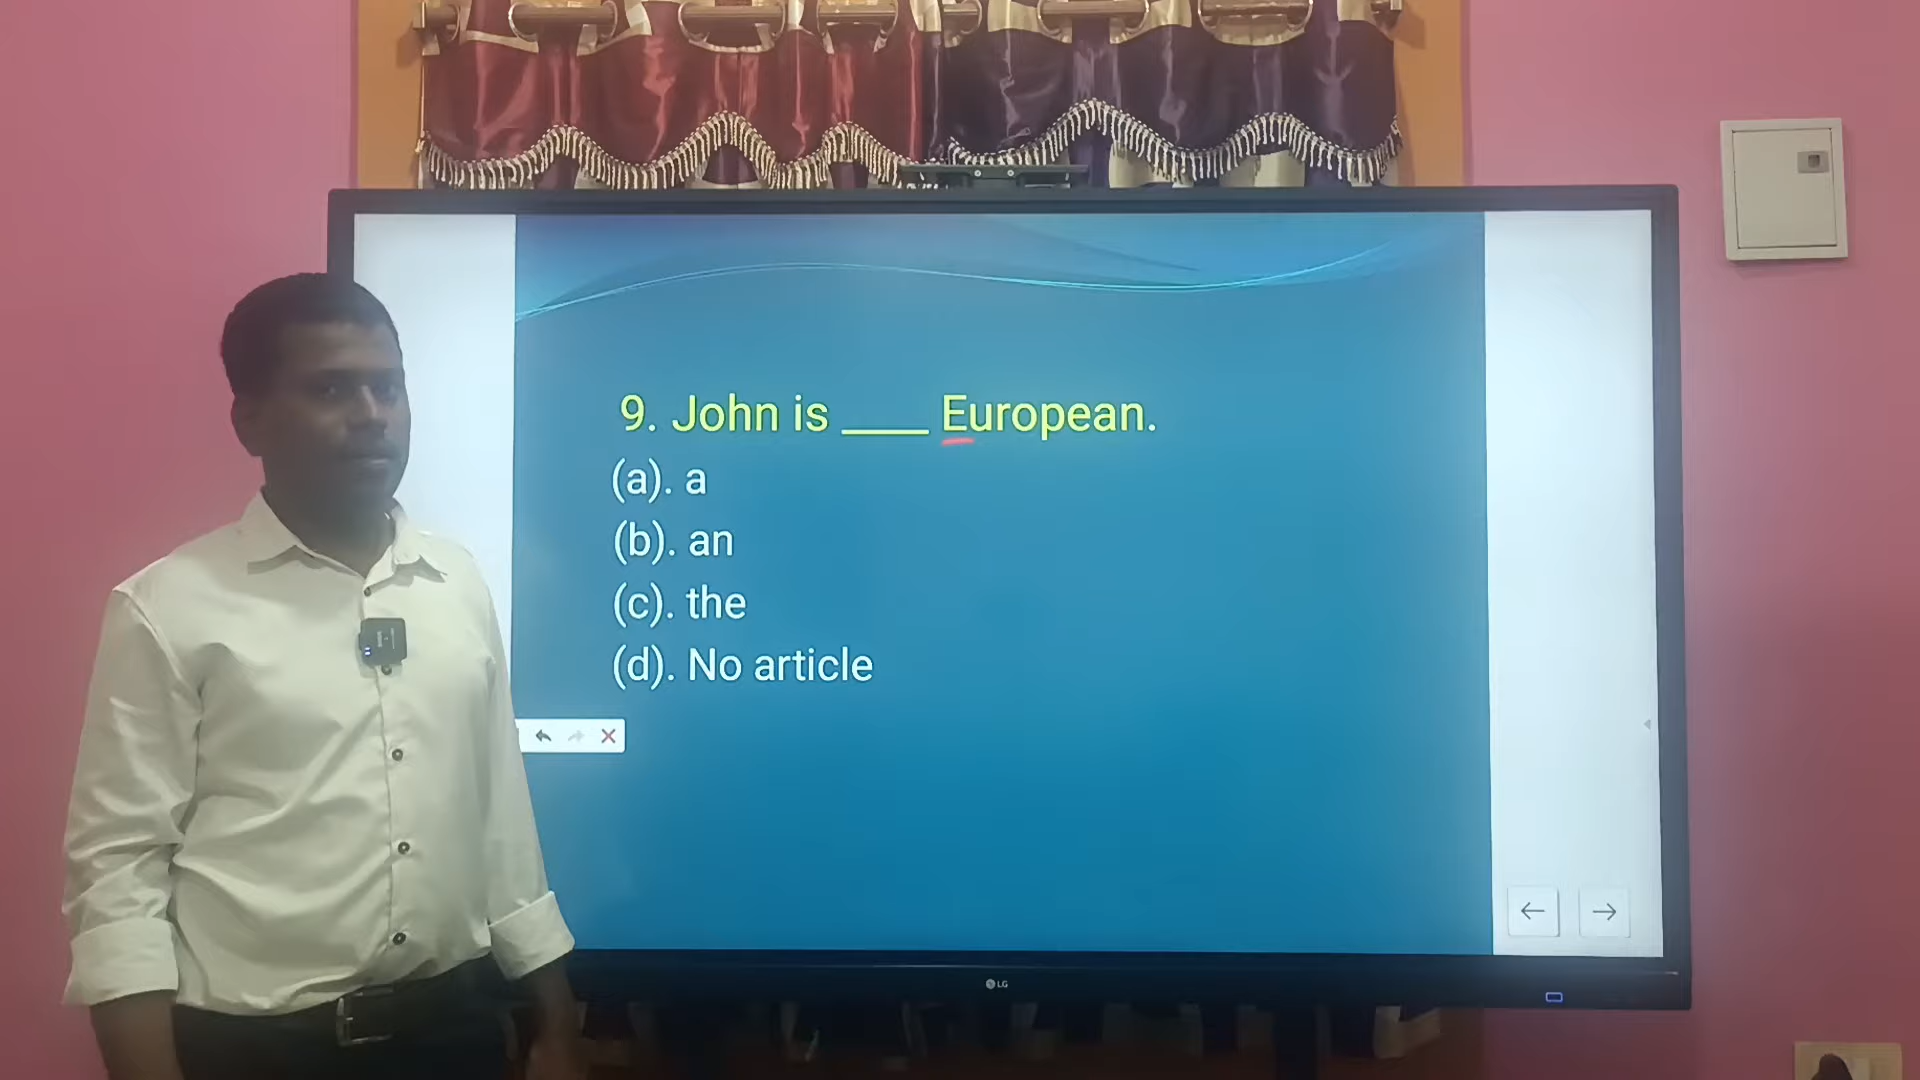 9. John is ____ European.
(a). a
(b). an
(c). the
(d). No article
LG